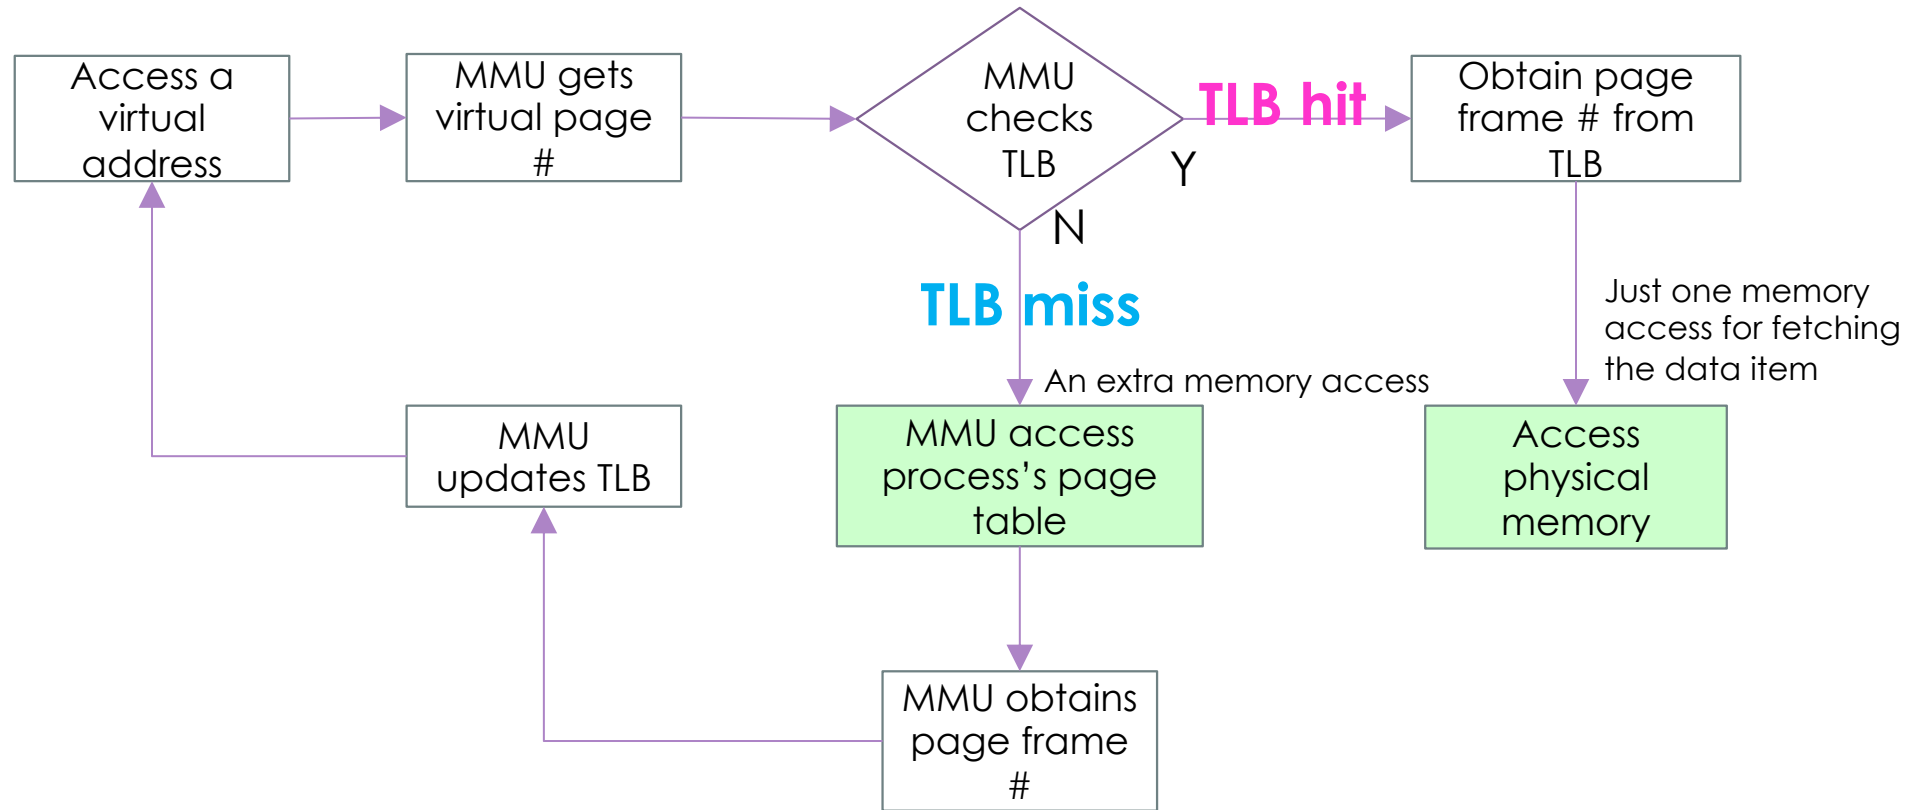 Access a
virtual
address
MMU gets
virtual page
#
MMU
checks
TLB
TLB hit
Y
Obtain page
frame # from
TLB
N
TLB miss
Just one memory
access for fetching
the data item
An extra memory access
MMU
updates TLB
MMU access
process’s page
table
Access
physical
memory
MMU obtains
page frame
#